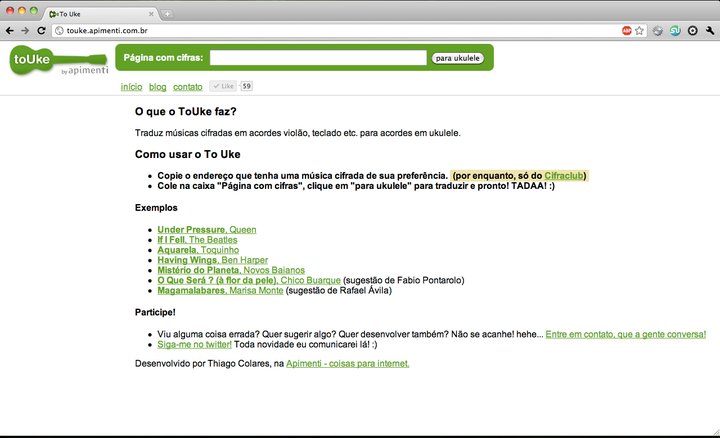 To Uke
touke.apimenti.com.br
toUke
by apimenti
Página com cifras:
para ukulele
início blog contato Like 59
O que o ToUke faz?
Traduz músicas cifradas em acordes violão, teclado etc. para acordes em ukulele.
Como usar o To Uke
Copie o endereço que tenha uma música cifrada de sua preferência. (por enquanto, só do Cifraclub)
Cole na caixa "Página com cifras", clique em "para ukulele" para traduzir e pronto! TADAA! :)
Exemplos
Under Pressure, Queen
If I Fell, The Beatles
Aquarela, Toquinho
Having Wings, Ben Harper
Mistério do Planeta, Novos Baianos
O Que Será ? (à flor da pele), Chico Buarque (sugestão de Fabio Pontarolo)
Magamalabares, Marisa Monte (sugestão de Rafael Ávila)
Participe!
Viu alguma coisa errada? Quer sugerir algo? Quer desenvolver também? Não se acanhe! hehe... Entre em contato, que a gente conversa!
Siga-me no twitter! Toda novidade eu comunicarei lá! :)
Desenvolvido por Thiago Colares, na Apimenti - coisas para internet.